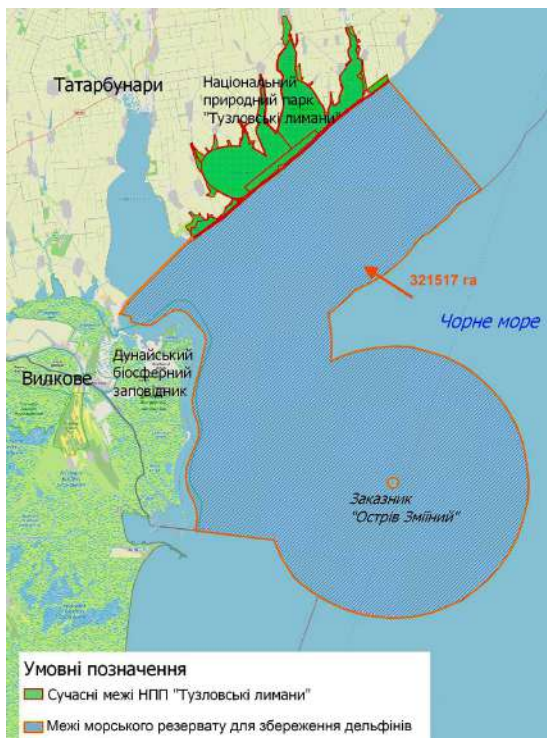 Татарбунари
Національний
природний парк
"Тузловські лимани"
321517 га
Чорне море
Дунайський
біосферний
заповідник
Вилкове
Заказник
"Острів Зміїний"
Умовні позначення
Сучасні межі НПП "Тузловські лимани"
Межі морського резервату для збереження дельфінів